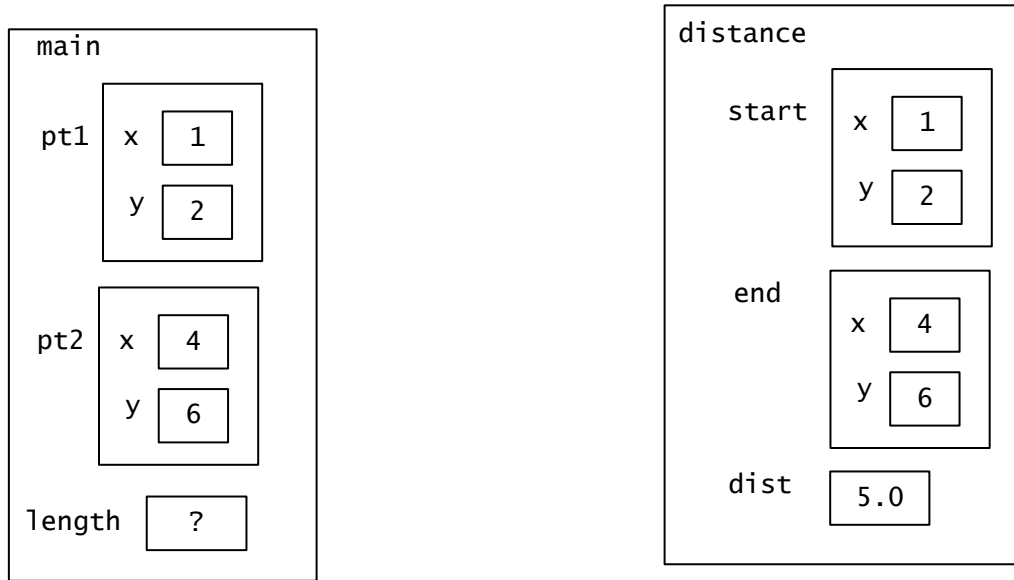 main
pt1 x 1
y 2
pt2 x 4
y 6
length ?
distance
start x 1
y 2
end x 4
y 6
dist 5.0